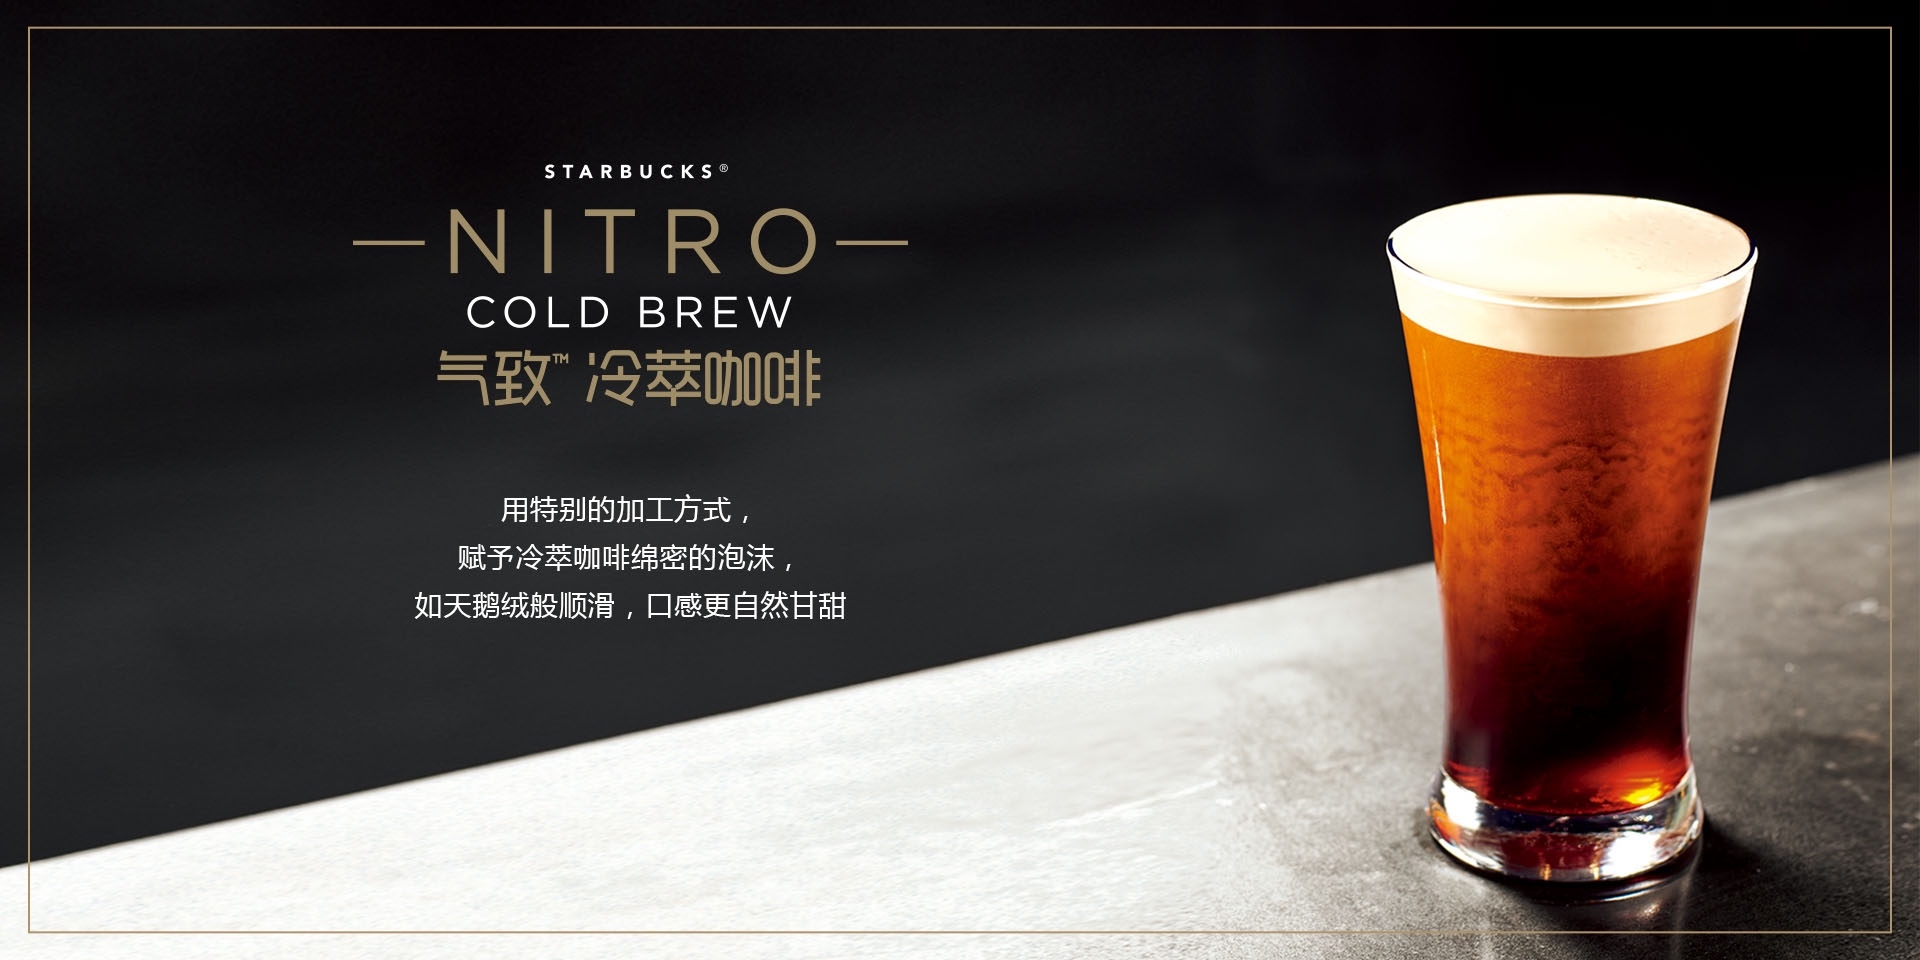 STARBUCKS®
NITRO
COLD BREW
气致™ 冷萃咖啡
用特别的加工方式，
赋予冷萃咖啡绵密的泡沫，
如天鹅绒般顺滑，口感更自然甘甜